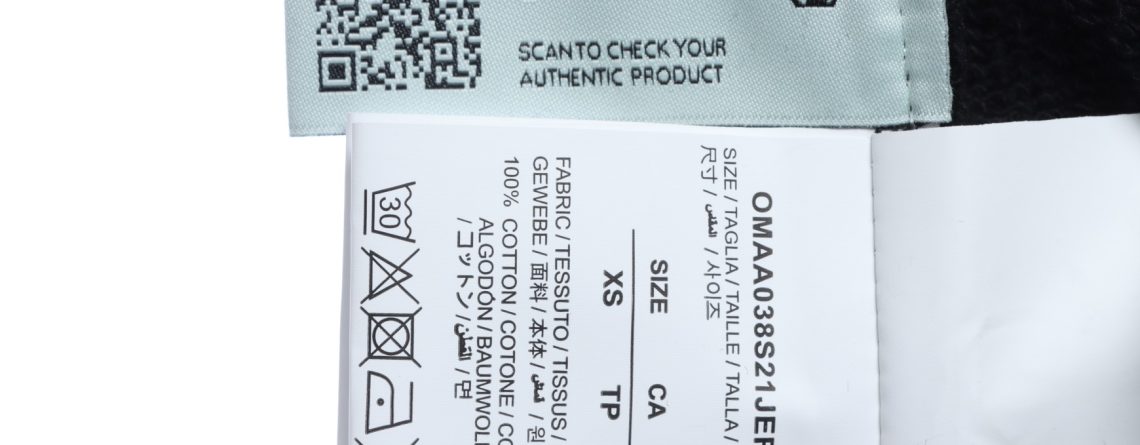 SCAN TO CHECK YOUR
AUTHENTIC PRODUCT
OMAA038S21JER
SIZE / TAGLIA / TAILLE / TALLA /
尺寸 / المقاس / 사이즈
SIZE CA
XS TP
FABRIC / TESSUTO / TISSUS /
GEWEBE / 面料 / 本体 / قماش / 원
100% COTTON / COTONE / CO
ALGODÓN / BAUMWOLL
/ コットン / القطن / 면
30